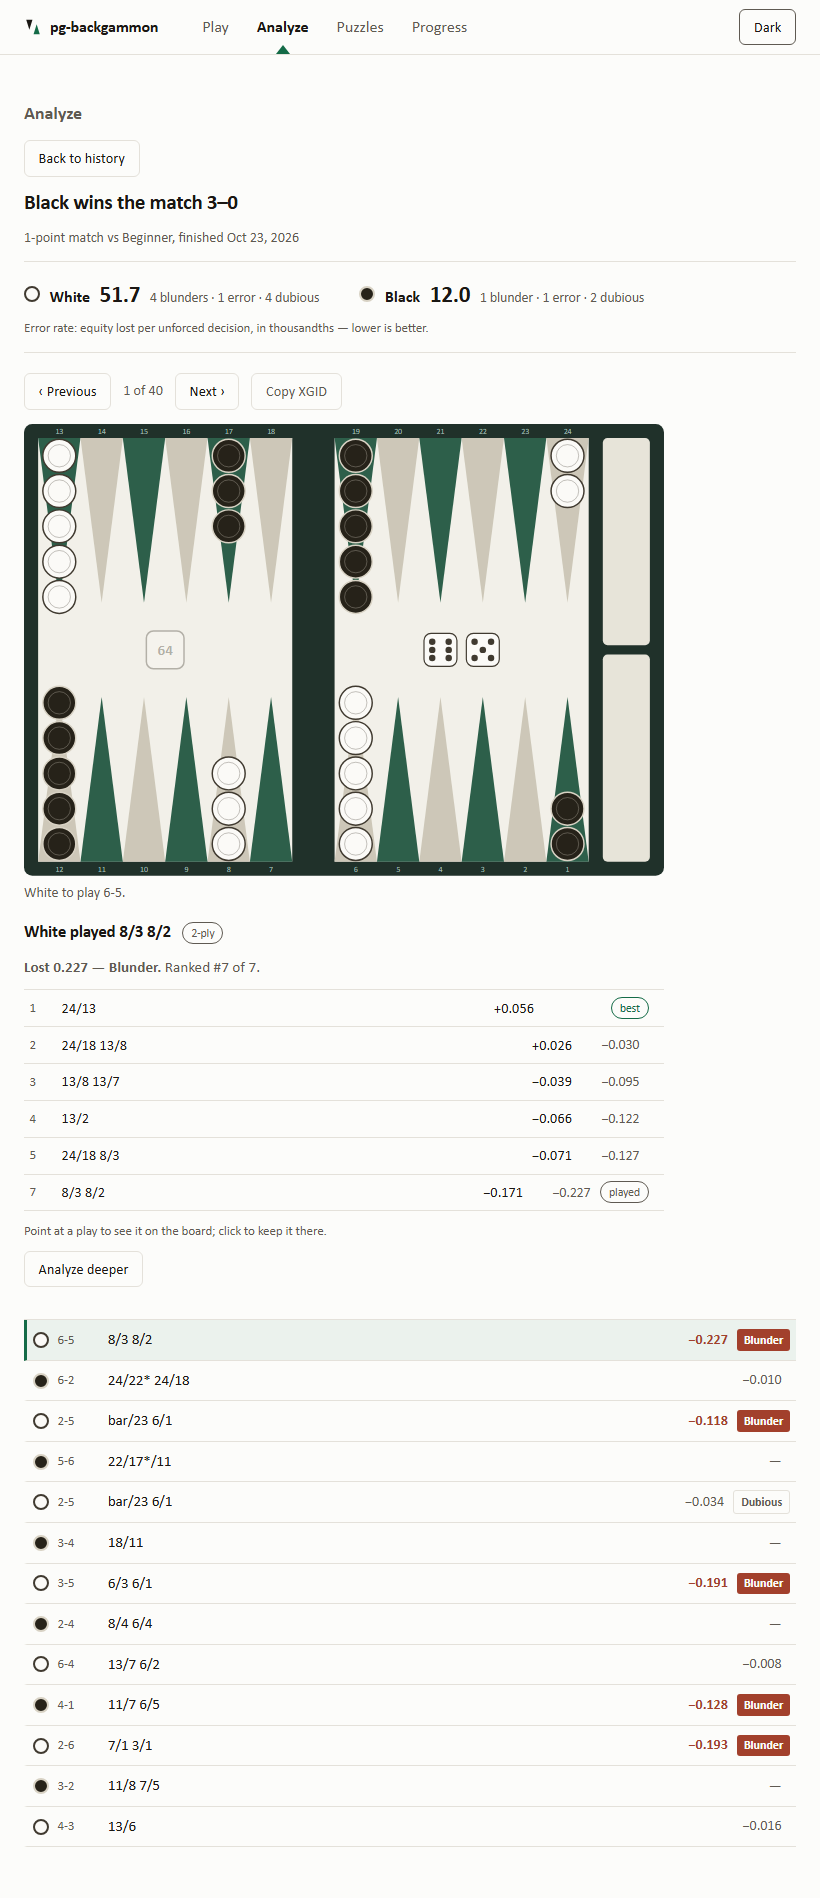 pg-backgammon Play Analyze Puzzles Progress Dark
Analyze
Back to history
Black wins the match 3–0
1-point match vs Beginner, finished Oct 23, 2026
White 51.7 4 blunders · 1 error · 4 dubious Black 12.0 1 blunder · 1 error · 2 dubious
Error rate: equity lost per unforced decision, in thousandths — lower is better.
‹ Previous 1 of 40 Next › Copy XGID
13 14 15 16 17 18 19 20 21 22 23 24
64
12 11 10 9 8 7 6 5 4 3 2 1
White to play 6-5.
White played 8/3 8/2 2-ply
Lost 0.227 — Blunder. Ranked #7 of 7.
1 24/13 +0.056 best
2 24/18 13/8 +0.026 −0.030
3 13/8 13/7 −0.039 −0.095
4 13/2 −0.066 −0.122
5 24/18 8/3 −0.071 −0.127
7 8/3 8/2 −0.171 −0.227 played
Point at a play to see it on the board; click to keep it there.
Analyze deeper
6-5 8/3 8/2 −0.227 Blunder
6-2 24/22* 24/18 −0.010
2-5 bar/23 6/1 −0.118 Blunder
5-6 22/17*/11 —
2-5 bar/23 6/1 −0.034 Dubious
3-4 18/11 —
3-5 6/3 6/1 −0.191 Blunder
2-4 8/4 6/4 —
6-4 13/7 6/2 −0.008
4-1 11/7 6/5 −0.128 Blunder
2-6 7/1 3/1 −0.193 Blunder
3-2 11/8 7/5 —
4-3 13/6 −0.016